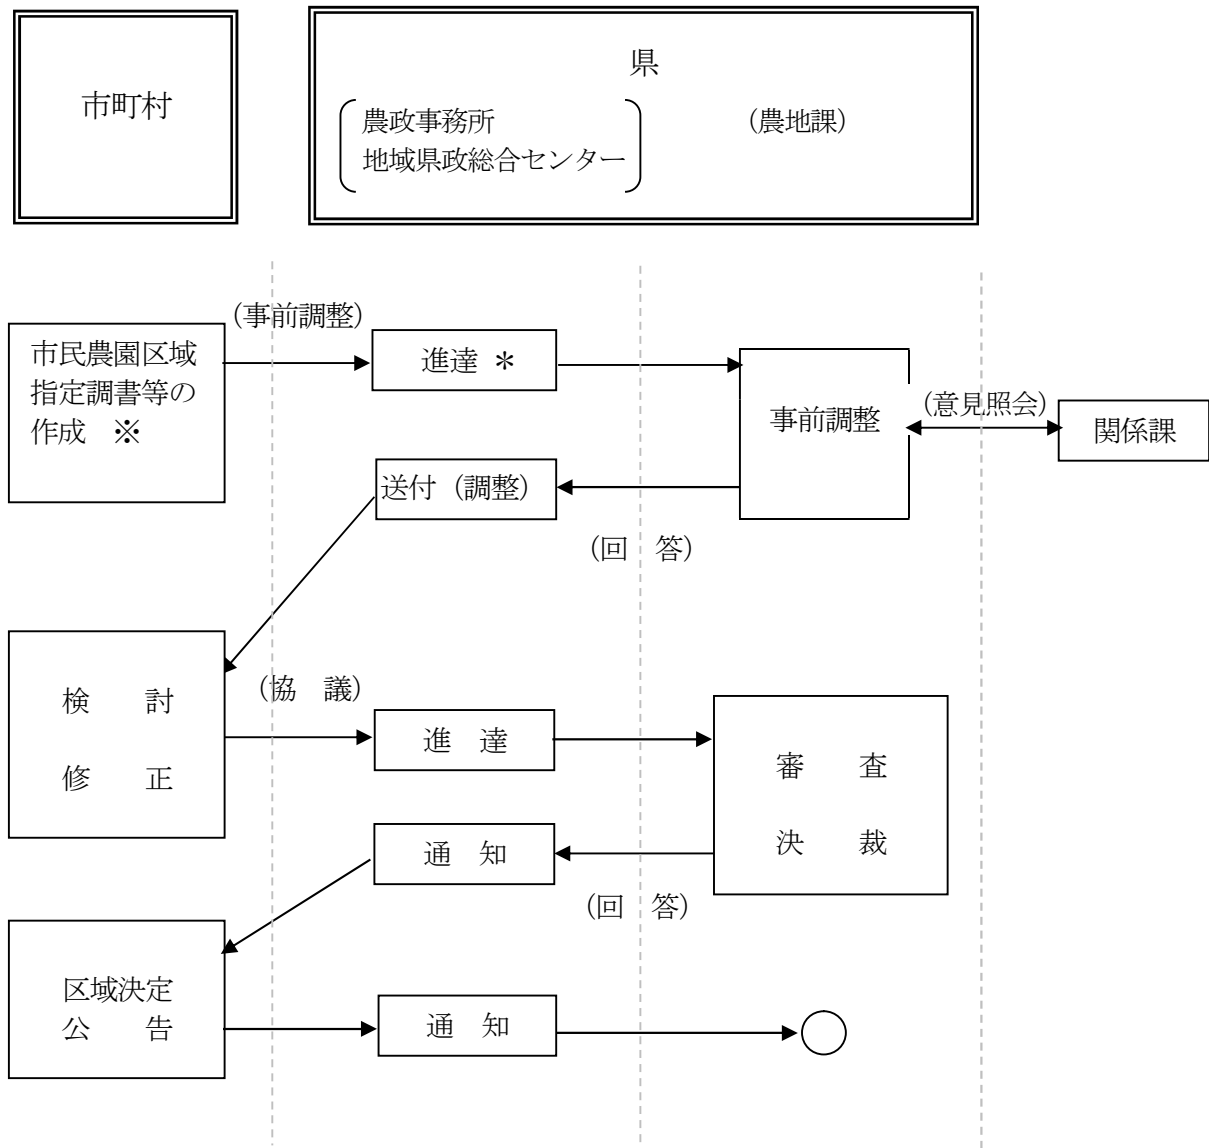 市町村
県
農政事務所
地域県政総合センター
（農地課）
（事前調整）
市民農園区域
指定調書等の
作成　※
進達 ＊
事前調整
（意見照会）
関係課
送付（調整）
（回　答）
検　　討
修　　正
（協　議）
進　達
審　　査
決　　裁
通　知
（回　答）
区域決定
公　　告
通　知